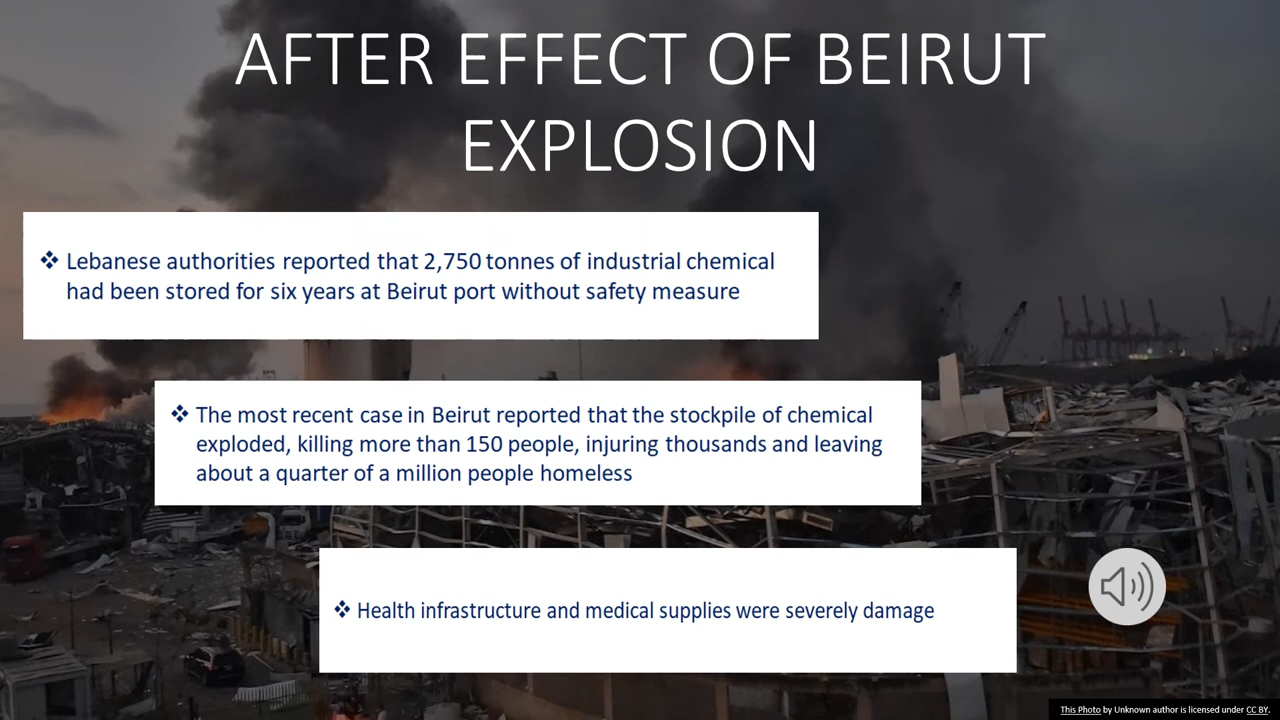 AFTER EFFECT OF BEIRUT
EXPLOSION
❖ Lebanese authorities reported that 2,750 tonnes of industrial chemical
had been stored for six years at Beirut port without safety measure
❖ The most recent case in Beirut reported that the stockpile of chemical
exploded, killing more than 150 people, injuring thousands and leaving
about a quarter of a million people homeless
❖ Health infrastructure and medical supplies were severely damage
This Photo by Unknown author is licensed under CC BY.